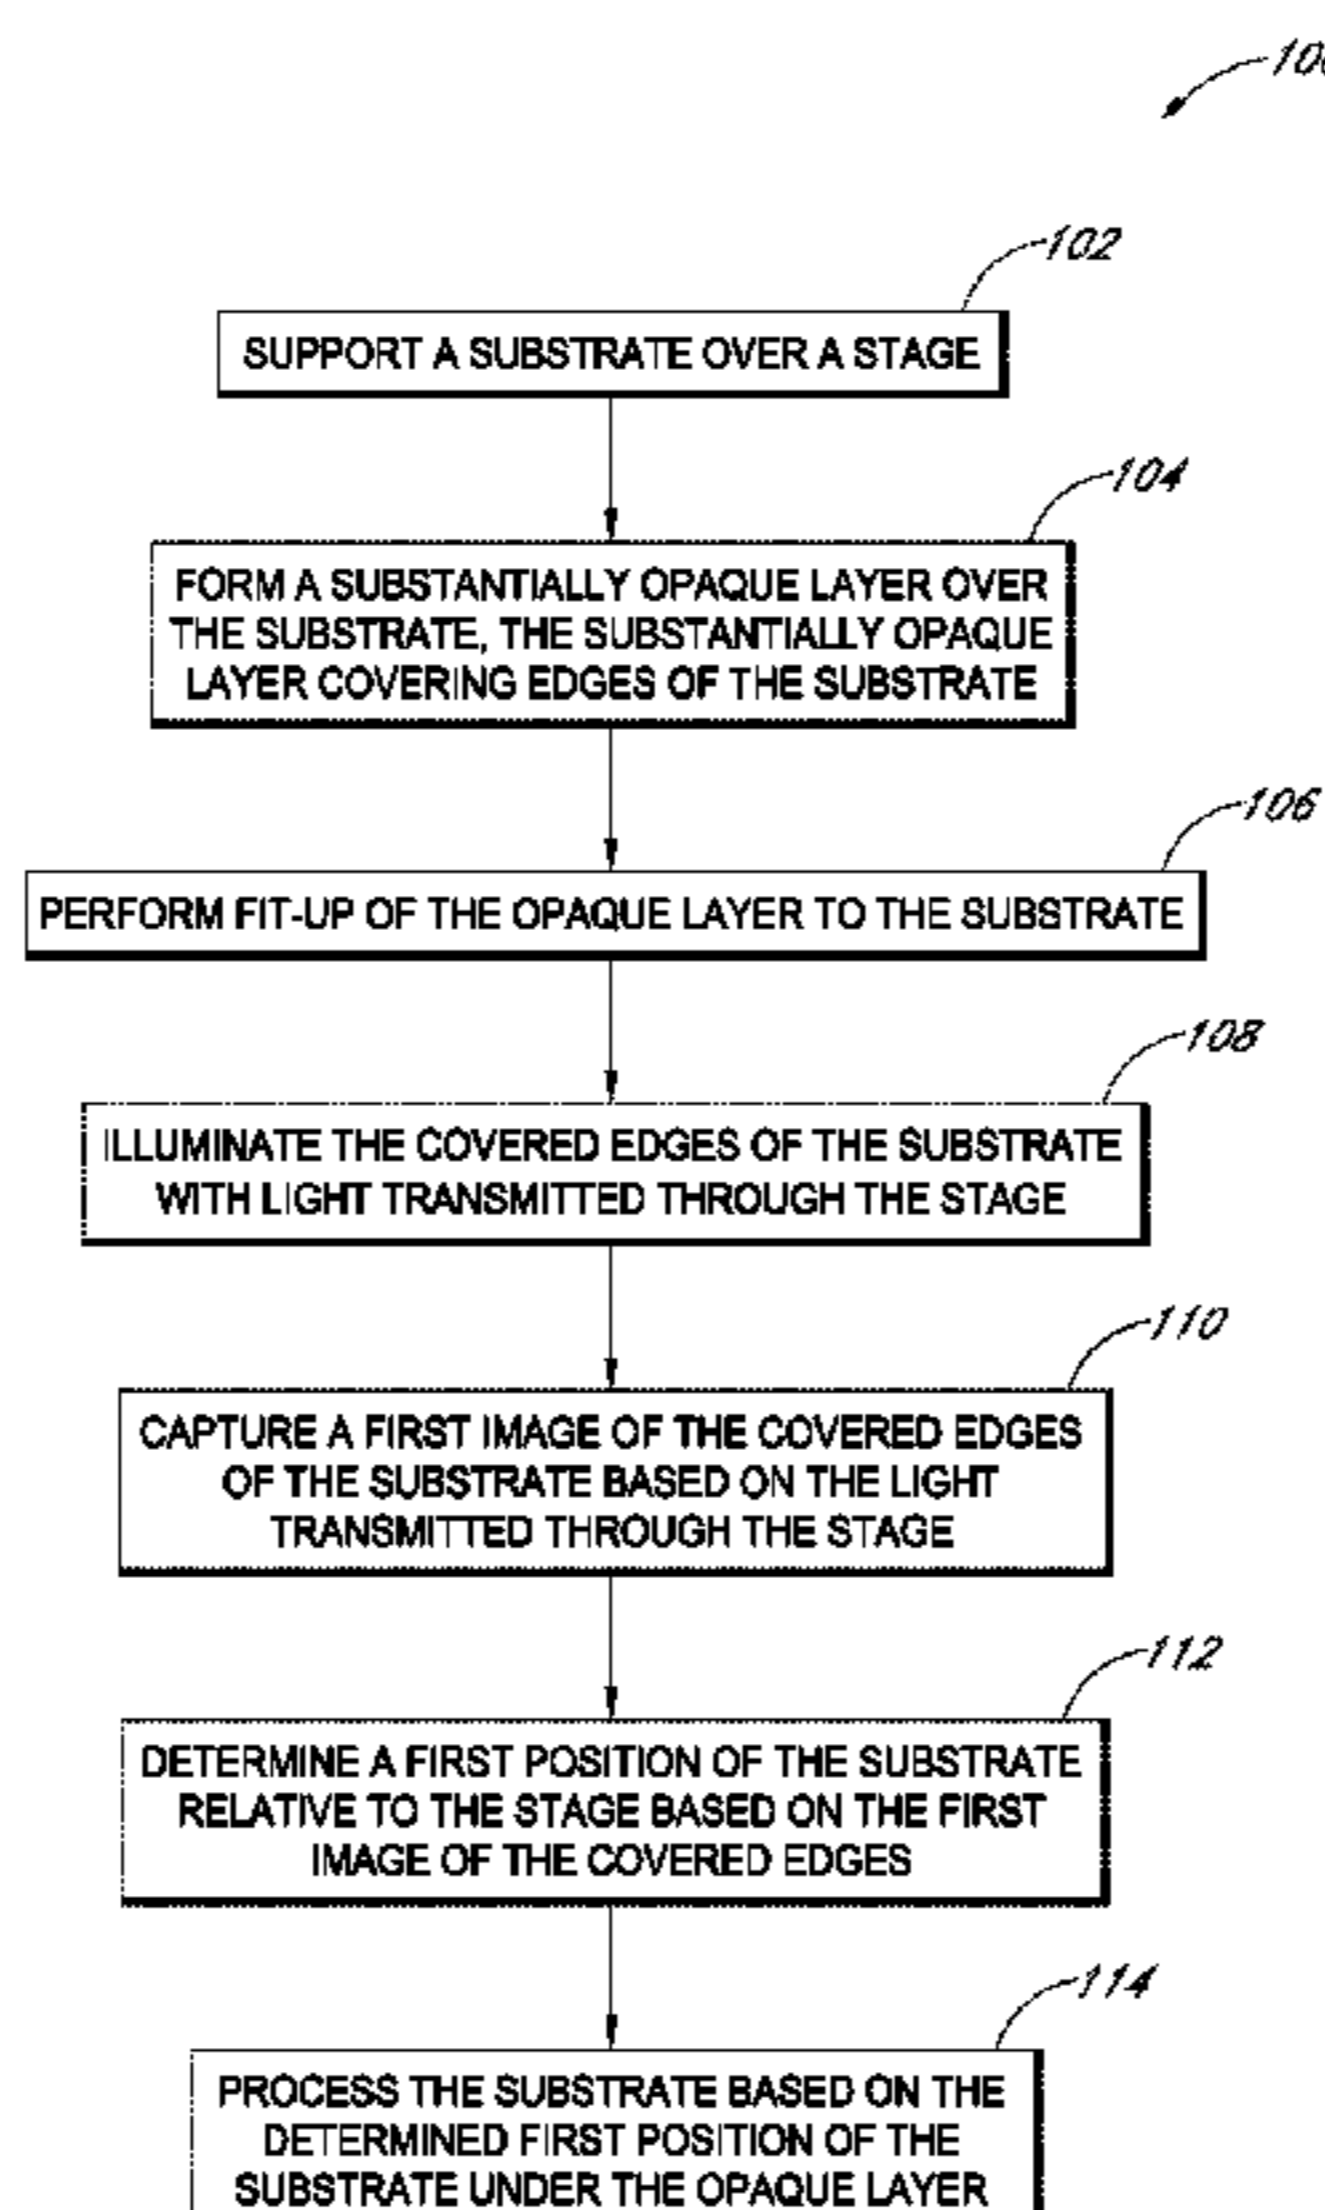 102
SUPPORT A SUBSTRATE OVER A STAGE
104
FORM A SUBSTANTIALLY OPAQUE LAYER OVER
THE SUBSTRATE, THE SUBSTANTIALLY OPAQUE
LAYER COVERING EDGES OF THE SUBSTRATE
106
PERFORM FIT-UP OF THE OPAQUE LAYER TO THE SUBSTRATE
108
ILLUMINATE THE COVERED EDGES OF THE SUBSTRATE
WITH LIGHT TRANSMITTED THROUGH THE STAGE
110
CAPTURE A FIRST IMAGE OF THE COVERED EDGES
OF THE SUBSTRATE BASED ON THE LIGHT
TRANSMITTED THROUGH THE STAGE
112
DETERMINE A FIRST POSITION OF THE SUBSTRATE
RELATIVE TO THE STAGE BASED ON THE FIRST
IMAGE OF THE COVERED EDGES
114
PROCESS THE SUBSTRATE BASED ON THE
DETERMINED FIRST POSITION OF THE
SUBSTRATE UNDER THE OPAQUE LAYER